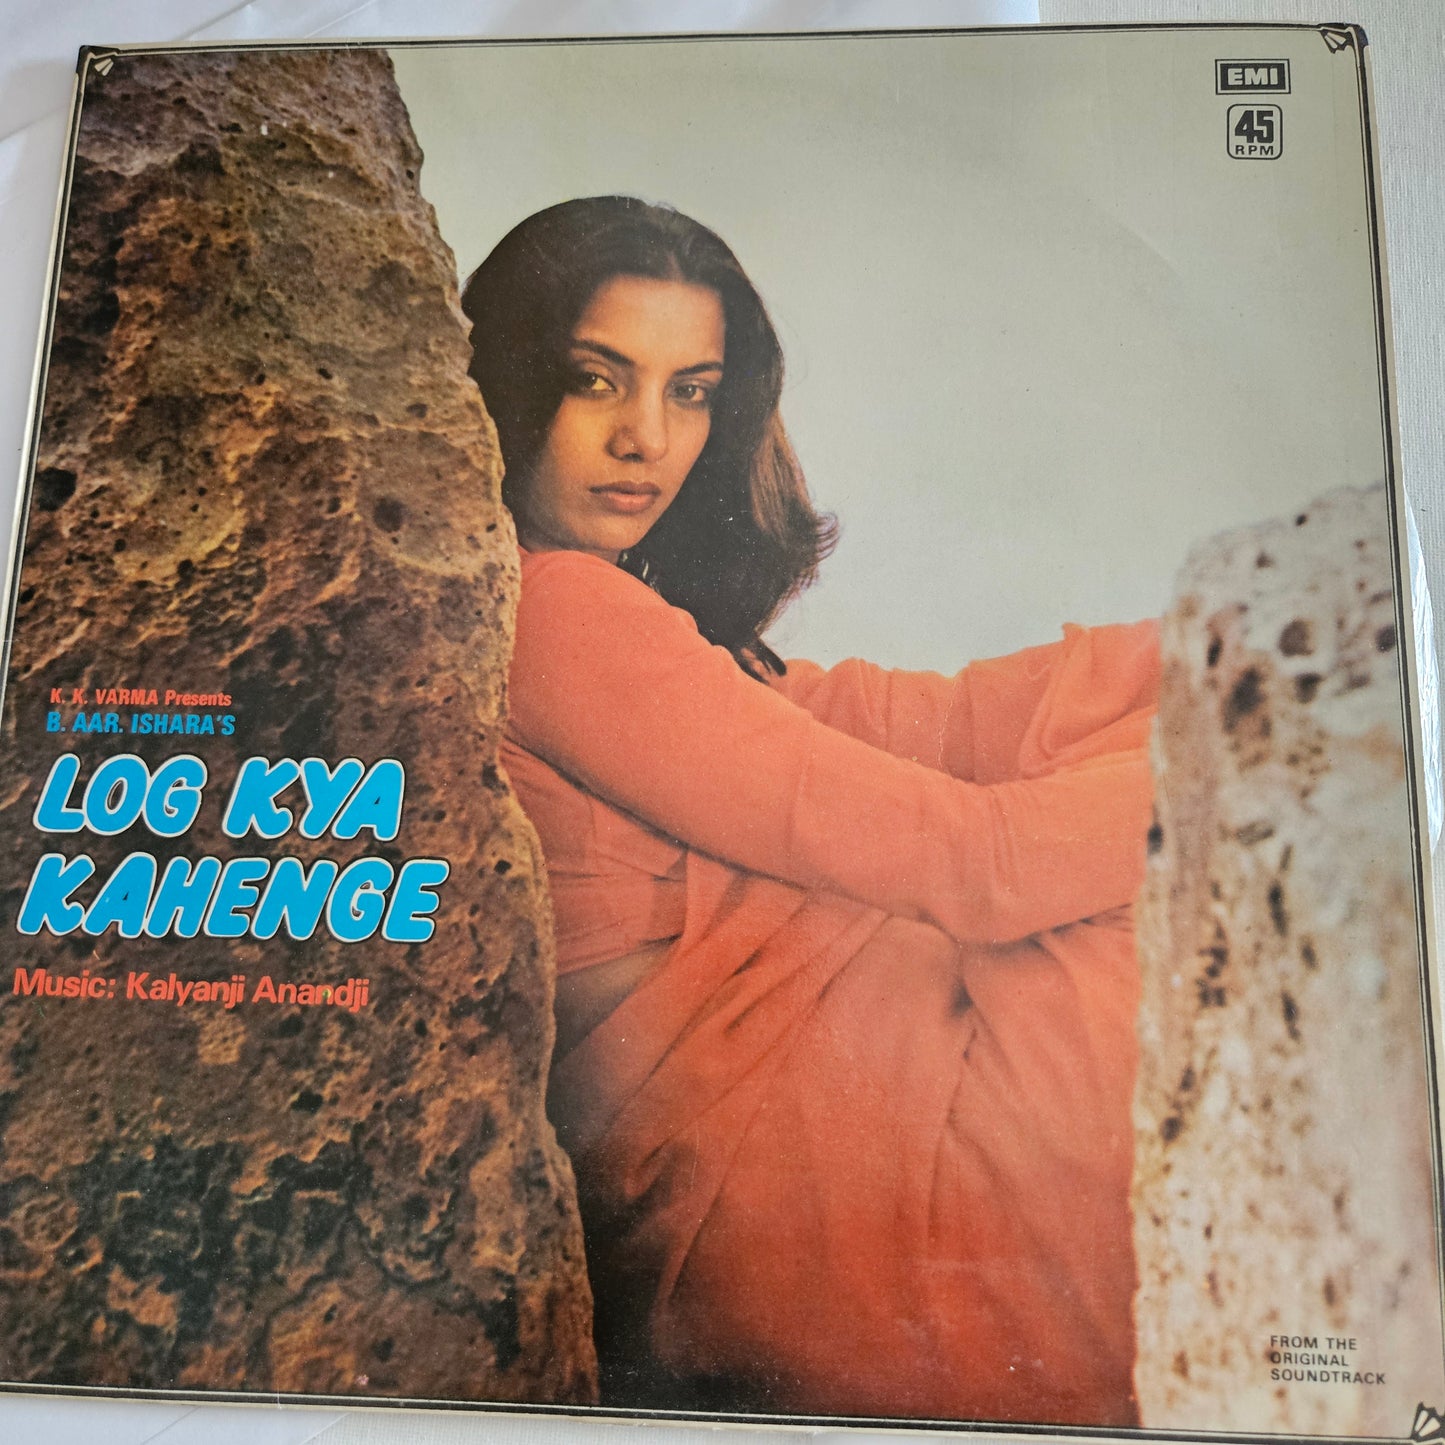 EMI
45
RPM
K. K. VARMA Presents
B. AAR. ISHARA'S
LOG KYA
KAHENGE
Music: Kalyanji Anandji
FROM THE
ORIGINAL
SOUNDTRACK